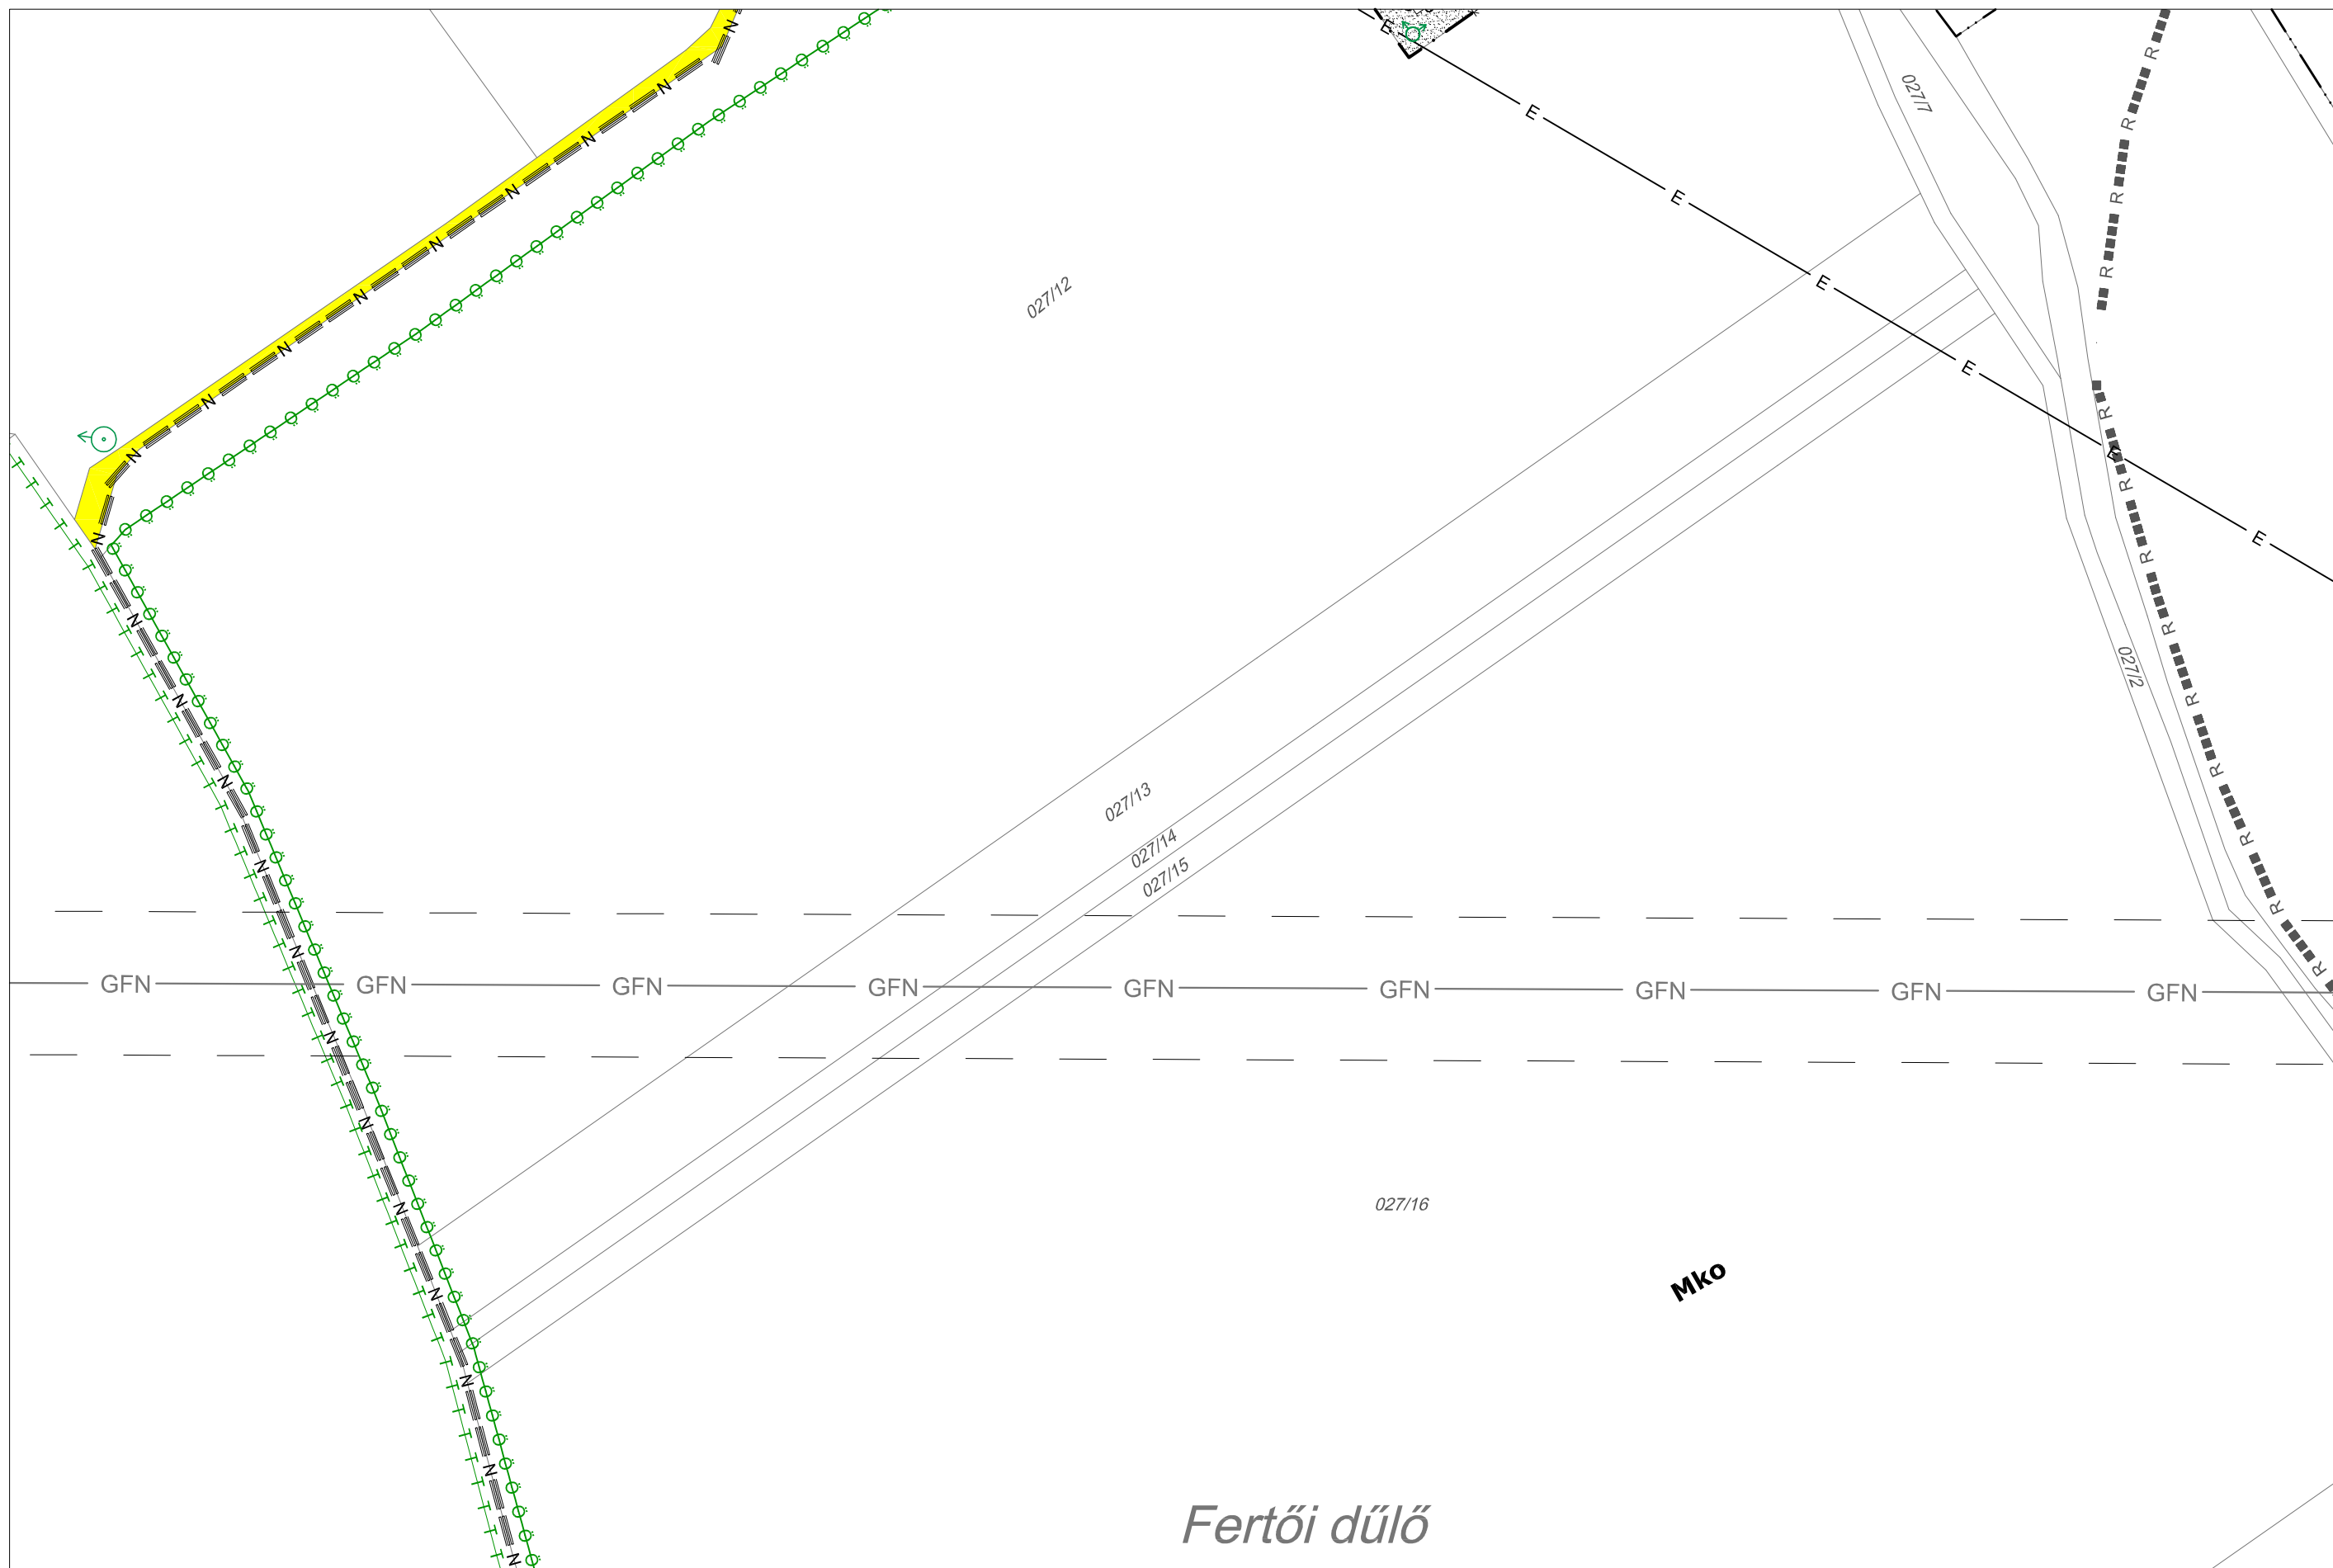 027/7
027/12
027/2
027/13
027/14
027/15
GFN GFN GFN GFN GFN GFN GFN GFN GFN
027/16
Mko
Fertői dűlő
N N N N N N N N N N N N N N N N N N N N N
E E E E E E E
R R R R R R R R R R R R R